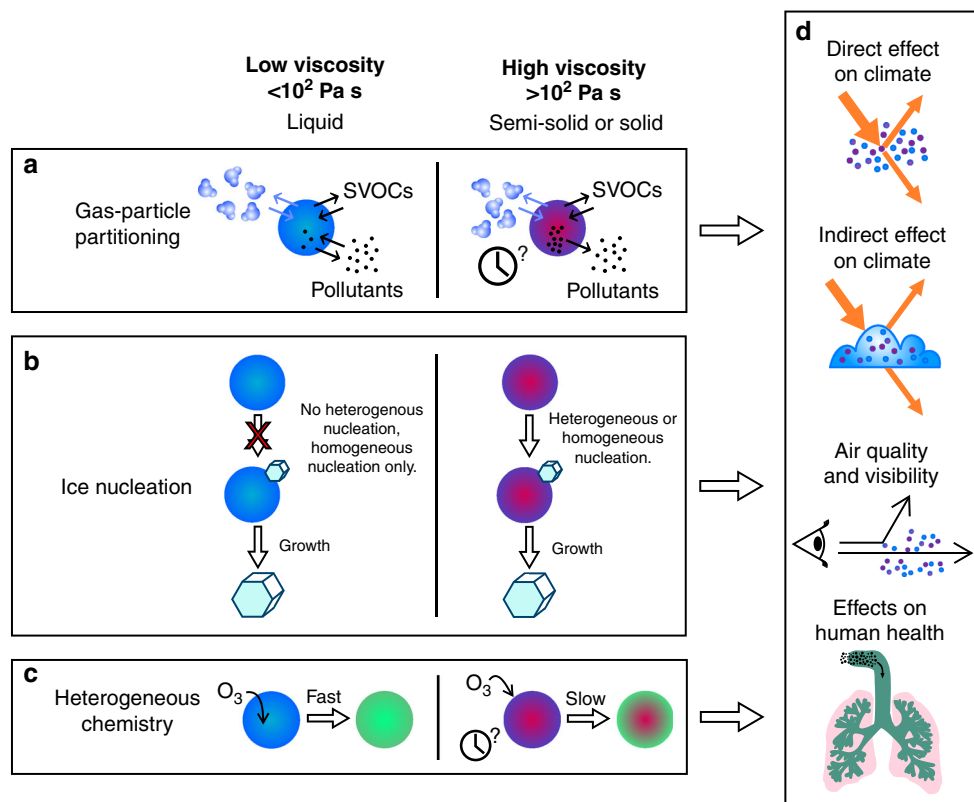 Low viscosity
<10² Pa s
Liquid
High viscosity
>10² Pa s
Semi-solid or solid
a
Gas-particle
partitioning
SVOCs
Pollutants
SVOCs
?
Pollutants
b
Ice nucleation
No heterogenous
nucleation,
homogeneous
nucleation only.
Growth
Heterogeneous or
homogeneous
nucleation.
Growth
c
Heterogeneous
chemistry
O₃
Fast
O₃
?
Slow
d
Direct effect
on climate
Indirect effect
on climate
Air quality
and visibility
Effects on
human health